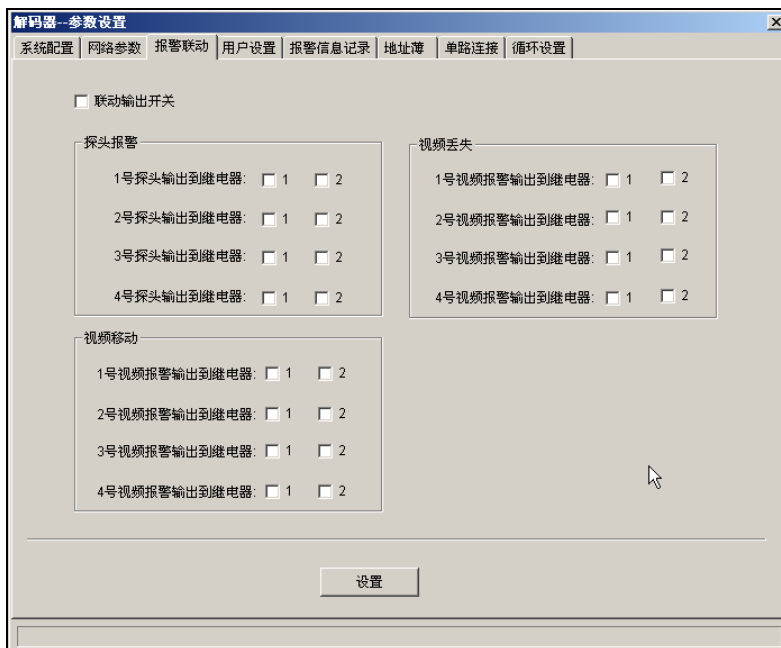 解码器--参数设置
系统配置 网络参数 报警联动 用户设置 报警信息记录 地址薄 单路连接 循环设置
联动输出开关
探头报警
1号探头输出到继电器: 1 2
2号探头输出到继电器: 1 2
3号探头输出到继电器: 1 2
4号探头输出到继电器: 1 2
视频丢失
1号视频报警输出到继电器: 1 2
2号视频报警输出到继电器: 1 2
3号视频报警输出到继电器: 1 2
4号视频报警输出到继电器: 1 2
视频移动
1号视频报警输出到继电器: 1 2
2号视频报警输出到继电器: 1 2
3号视频报警输出到继电器: 1 2
4号视频报警输出到继电器: 1 2
设置